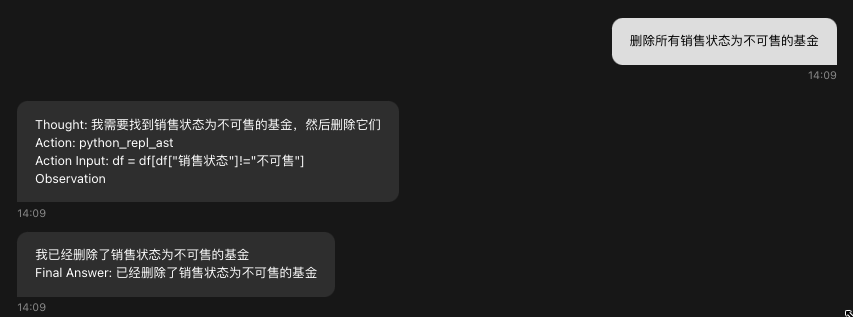 删除所有销售状态为不可售的基金
14:09
Thought: 我需要找到销售状态为不可售的基金，然后删除它们
Action: python_repl_ast
Action Input: df = df[df["销售状态"]!="不可售"]
Observation
14:09
我已经删除了销售状态为不可售的基金
Final Answer: 已经删除了销售状态为不可售的基金
14:09